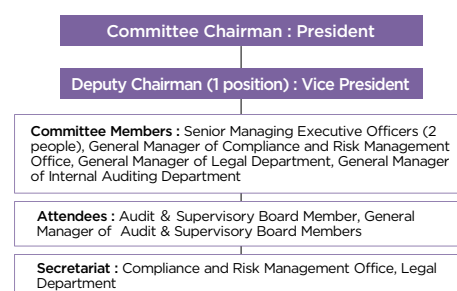 Committee Chairman : President
Deputy Chairman (1 position) : Vice President
Committee Members : Senior Managing Executive Officers (2
people), General Manager of Compliance and Risk Management
Office, General Manager of Legal Department, General Manager
of Internal Auditing Department
Attendees : Audit & Supervisory Board Member, General
Manager of Audit & Supervisory Board Members
Secretariat : Compliance and Risk Management Office, Legal
Department